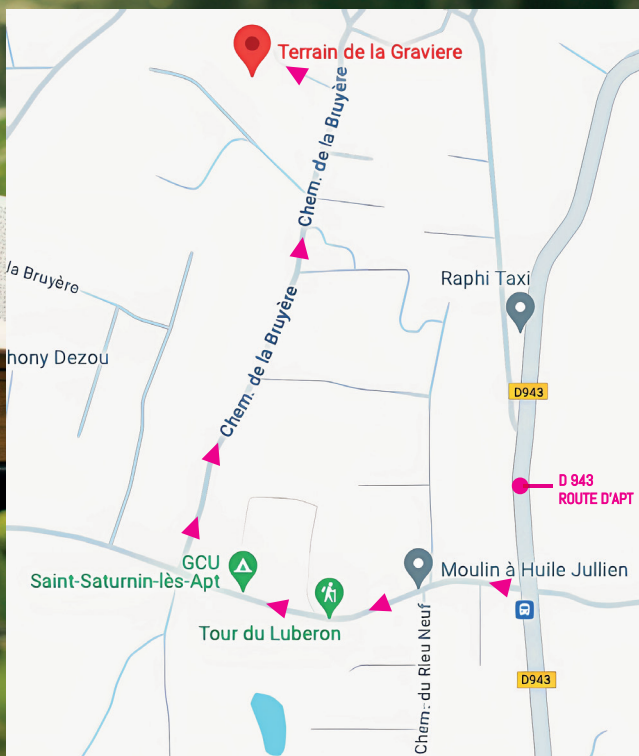 Terrain de la Graviere
Chem. de la Bruyère
la Bruyère
Raphi Taxi
Chem. de la Bruyère
hony Dezou
D943
D 943
ROUTE D'APT
GCU
Saint-Saturnin-lès-Apt
Moulin à Huile Jullien
Tour du Luberon
Chem. du Rieu Neuf
D943